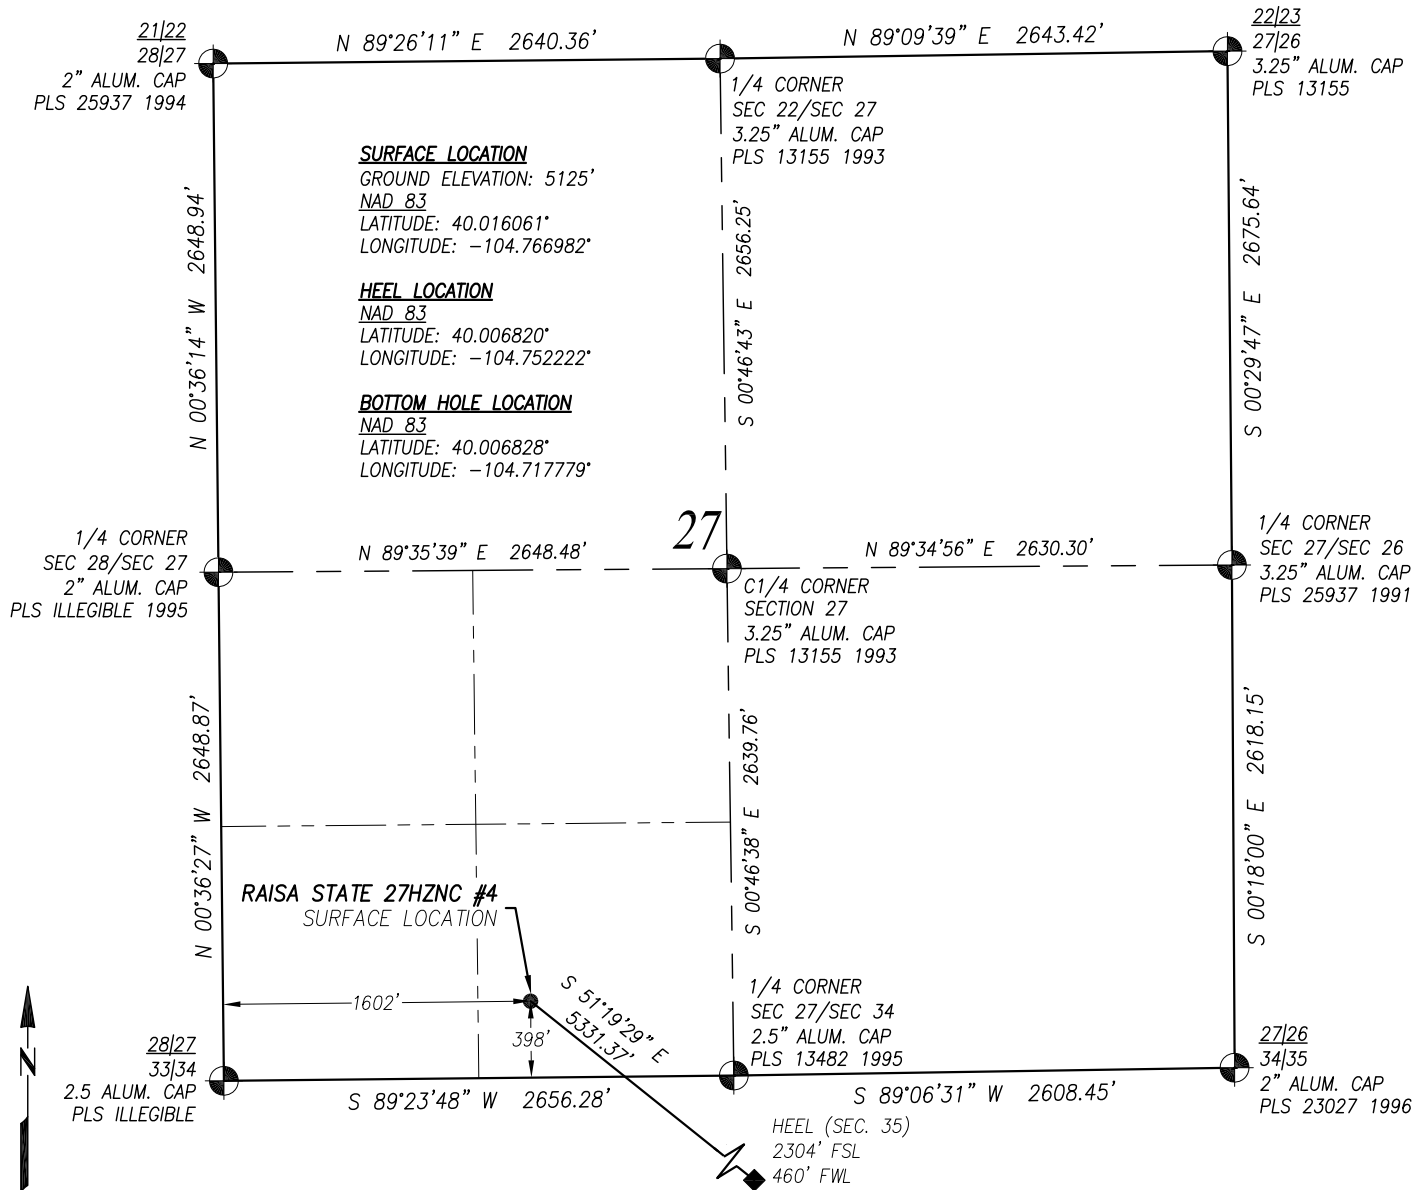 21|22
28|27
2" ALUM. CAP
PLS 25937 1994
N 89°26'11" E 2640.36'
N 89°09'39" E 2643.42'
22|23
27|26
3.25" ALUM. CAP
PLS 13155
1/4 CORNER
SEC 22/SEC 27
3.25" ALUM. CAP
PLS 13155 1993
SURFACE LOCATION
GROUND ELEVATION: 5125'
NAD 83
LATITUDE: 40.016061°
LONGITUDE: -104.766982°
HEEL LOCATION
NAD 83
LATITUDE: 40.006820°
LONGITUDE: -104.752222°
BOTTOM HOLE LOCATION
NAD 83
LATITUDE: 40.006828°
LONGITUDE: -104.717779°
N 00°36'14" W 2648.94'
S 00°46'43" E 2656.25'
S 00°29'47" E 2675.64'
1/4 CORNER
SEC 28/SEC 27
2" ALUM. CAP
PLS ILLEGIBLE 1995
N 89°35'39" E 2648.48'
27
N 89°34'56" E 2630.30'
1/4 CORNER
SEC 27/SEC 26
3.25" ALUM. CAP
PLS 25937 1991
C1/4 CORNER
SECTION 27
3.25" ALUM. CAP
PLS 13155 1993
N 00°36'27" W 2648.87'
S 00°46'38" E 2639.76'
S 00°18'00" E 2618.15'
RAISA STATE 27HZNC #4
SURFACE LOCATION
1602'
398'
S 51°19'29" E
5331.37'
1/4 CORNER
SEC 27/SEC 34
2.5" ALUM. CAP
PLS 13482 1995
N
28|27
33|34
2.5 ALUM. CAP
PLS ILLEGIBLE
S 89°23'48" W 2656.28'
S 89°06'31" W 2608.45'
27|26
34|35
2" ALUM. CAP
PLS 23027 1996
HEEL (SEC. 35)
2304' FSL
460' FWL